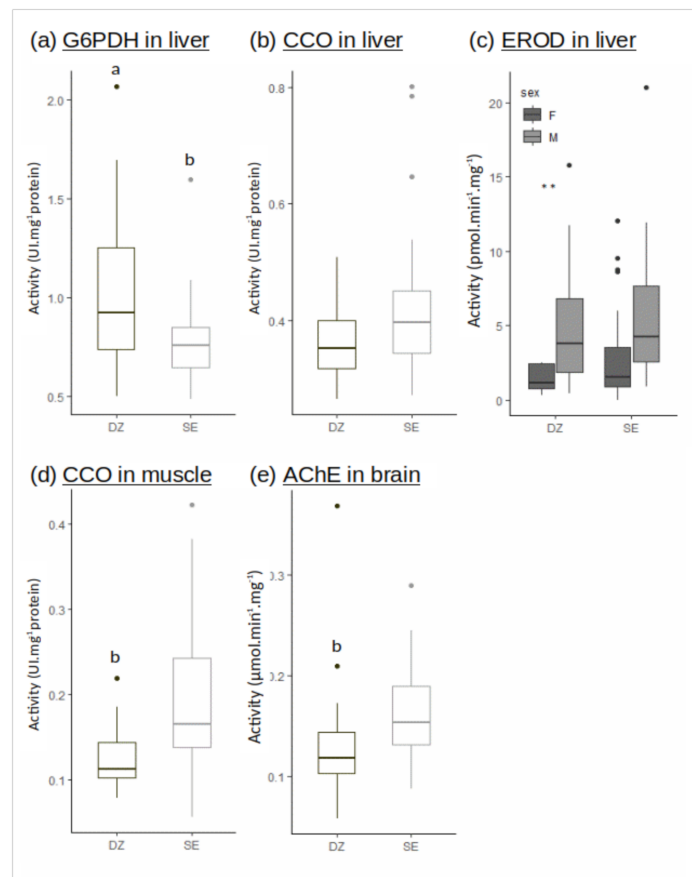 (a) G6PDH in liver
a
b
2.0
1.5
1.0
0.5
Activity (UI.mg⁻¹protein)
DZ
SE
(b) CCO in liver
0.8
0.6
0.4
Activity (UI.mg⁻¹protein)
DZ
SE
(c) EROD in liver
sex
F
M
**
20
15
10
5
0
Activity (pmol.min⁻¹.mg⁻¹)
DZ
SE
(d) CCO in muscle
b
0.4
0.3
0.2
0.1
Activity (UI.mg⁻¹protein)
DZ
SE
(e) AChE in brain
b
0.3
0.2
0.1
Activity (µmol.min⁻¹.mg⁻¹)
DZ
SE